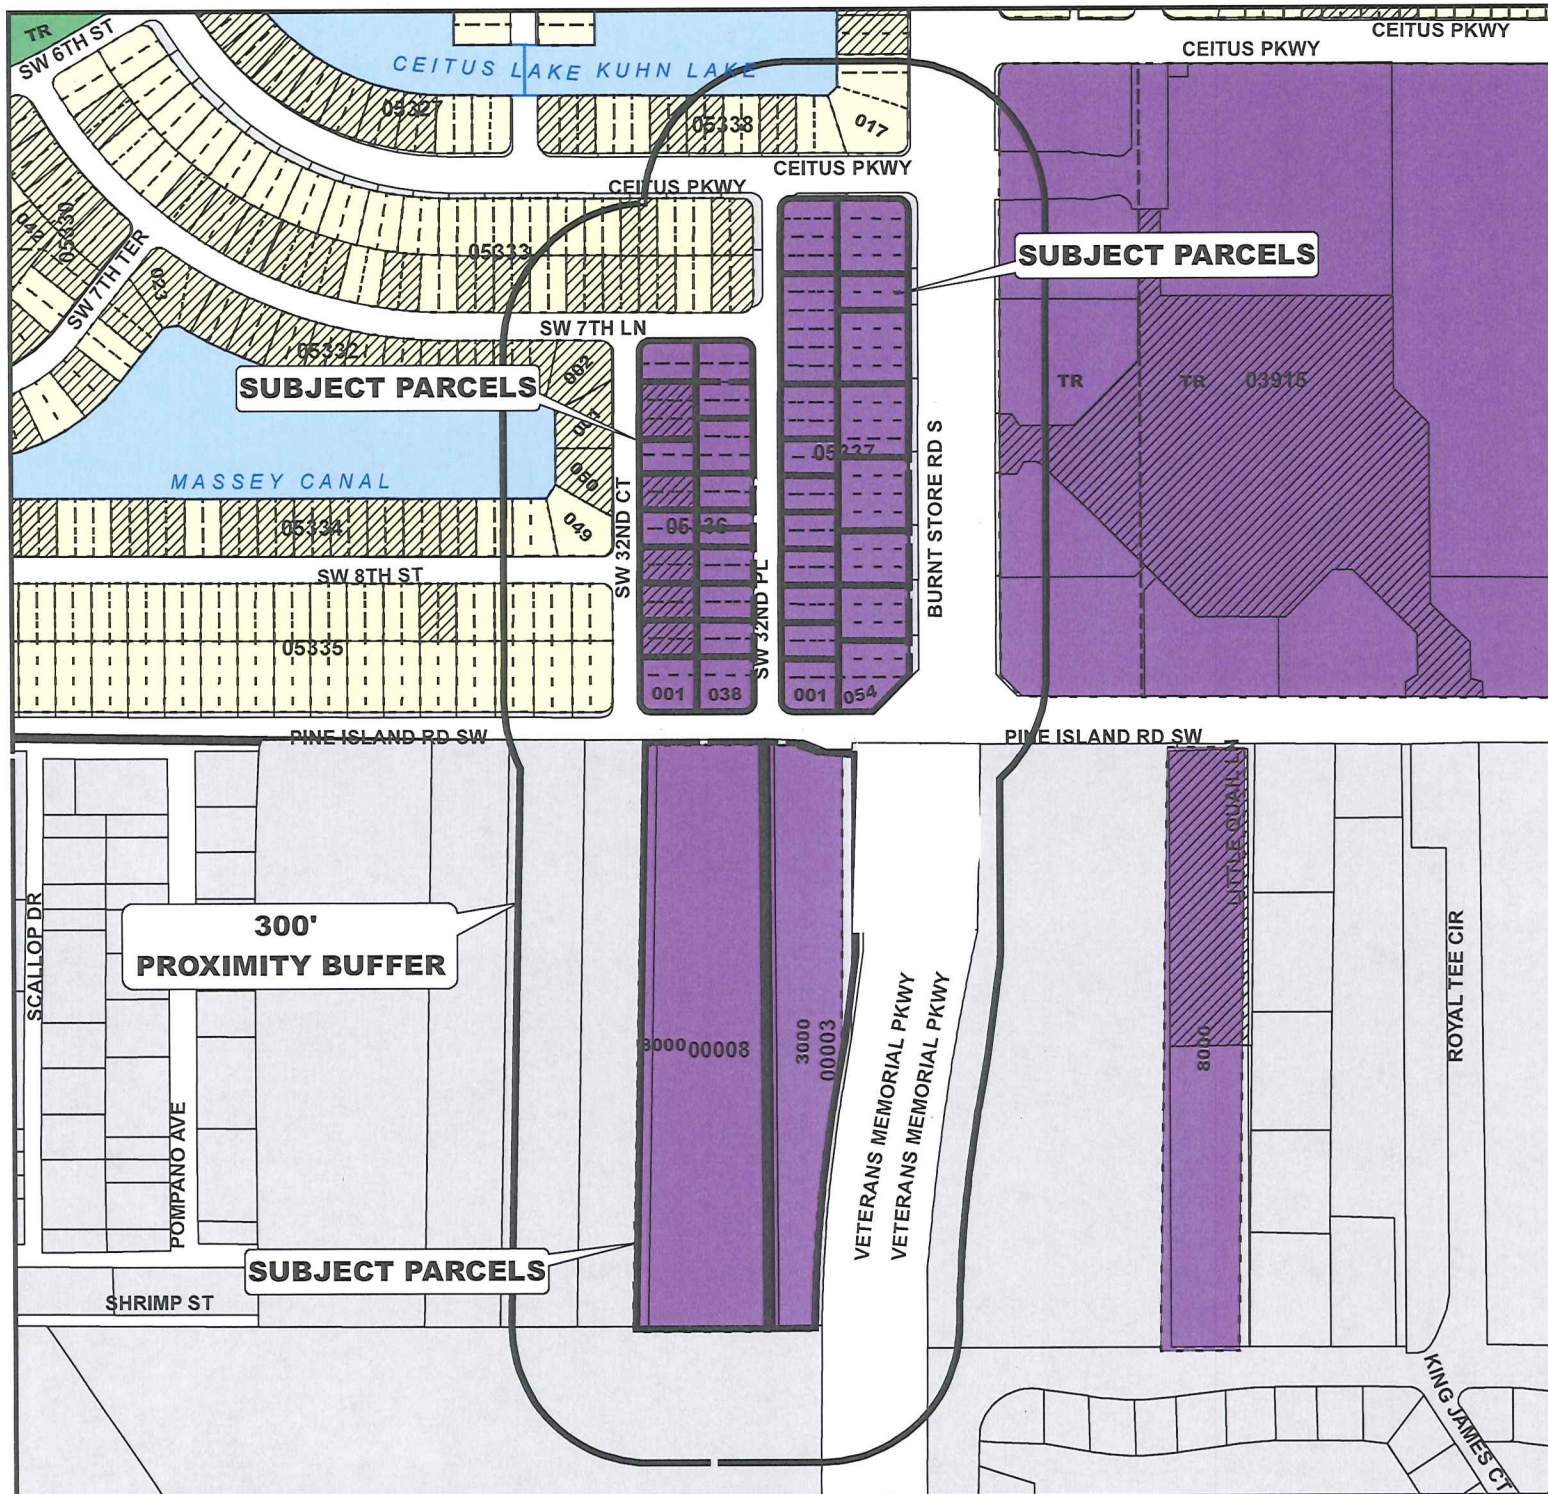 TR
SW 6TH ST
CEITUS LAKE KUHN LAKE
CEITUS PKWY
CEITUS PKWY
05327
05338
017
CEITUS PKWY
CEITUS PKWY
05330
SW 7TH TER
023
05333
SUBJECT PARCELS
SW 7TH LN
05332
002
SUBJECT PARCELS
TR
TR
03915
05337
BURNT STORE RD S
MASSEY CANAL
050
049
SW 32ND CT
05336
SW 32ND PL
05334
SW 8TH ST
05335
001
038
001
054
PINE ISLAND RD SW
PINE ISLAND RD SW
LITTLE QUAIL LN
SCALLOP DR
300'
PROXIMITY BUFFER
ROYAL TEE CIR
8000
00008
3000
00003
8000
VETERANS MEMORIAL PKWY
VETERANS MEMORIAL PKWY
POMPANO AVE
SUBJECT PARCELS
SHRIMP ST
KING JAMES CT